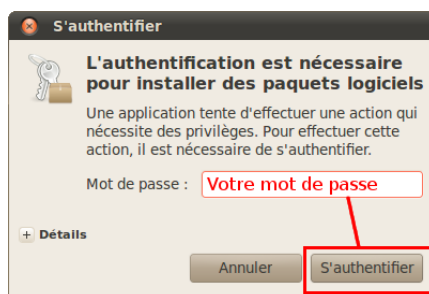 S'authentifier
L'authentification est nécessaire
pour installer des paquets logiciels
Une application tente d'effectuer une action qui
nécessite des privilèges. Pour effectuer cette
action, il est nécessaire de s'authentifier.
Mot de passe : Votre mot de passe
+ Détails
Annuler S'authentifier